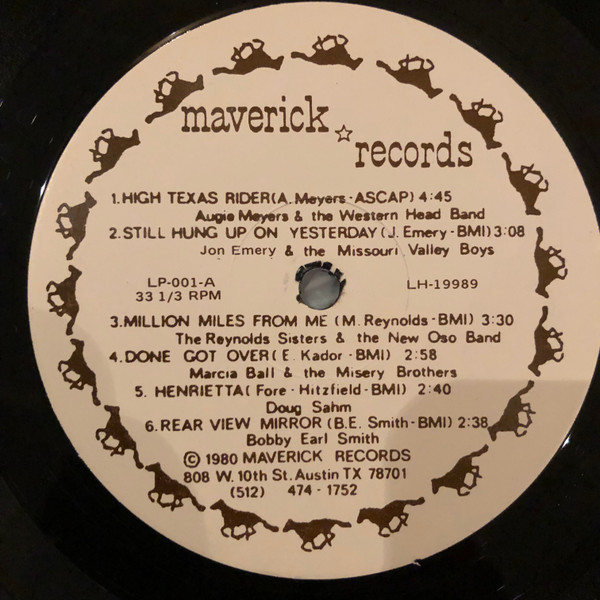 maverick
records
1.HIGH TEXAS RIDER(A. Meyers-ASCAP) 4:45
Augie Meyers & the Western Head Band
2.STILL HUNG UP ON YESTERDAY(J. Emery-BMI)3:08
Jon Emery & the Missouri Valley Boys
LP-001-A LH-19989
33 1/3 RPM
3.MILLION MILES FROM ME (M. Reynolds-BMI) 3:30
The Reynolds Sisters & the New Oso Band
4.DONE GOT OVER(E. Kador-BMI) 2:58
Marcia Ball & the Misery Brothers
5. HENRIETTA(Fore-Hitzfield-BMI) 2:40
Doug Sahm
6.REAR VIEW MIRROR (B.E. Smith-BMI) 2:38
Bobby Earl Smith
© 1980 MAVERICK RECORDS
808 W. 10th St. Austin TX 78701
(512) 474-1752